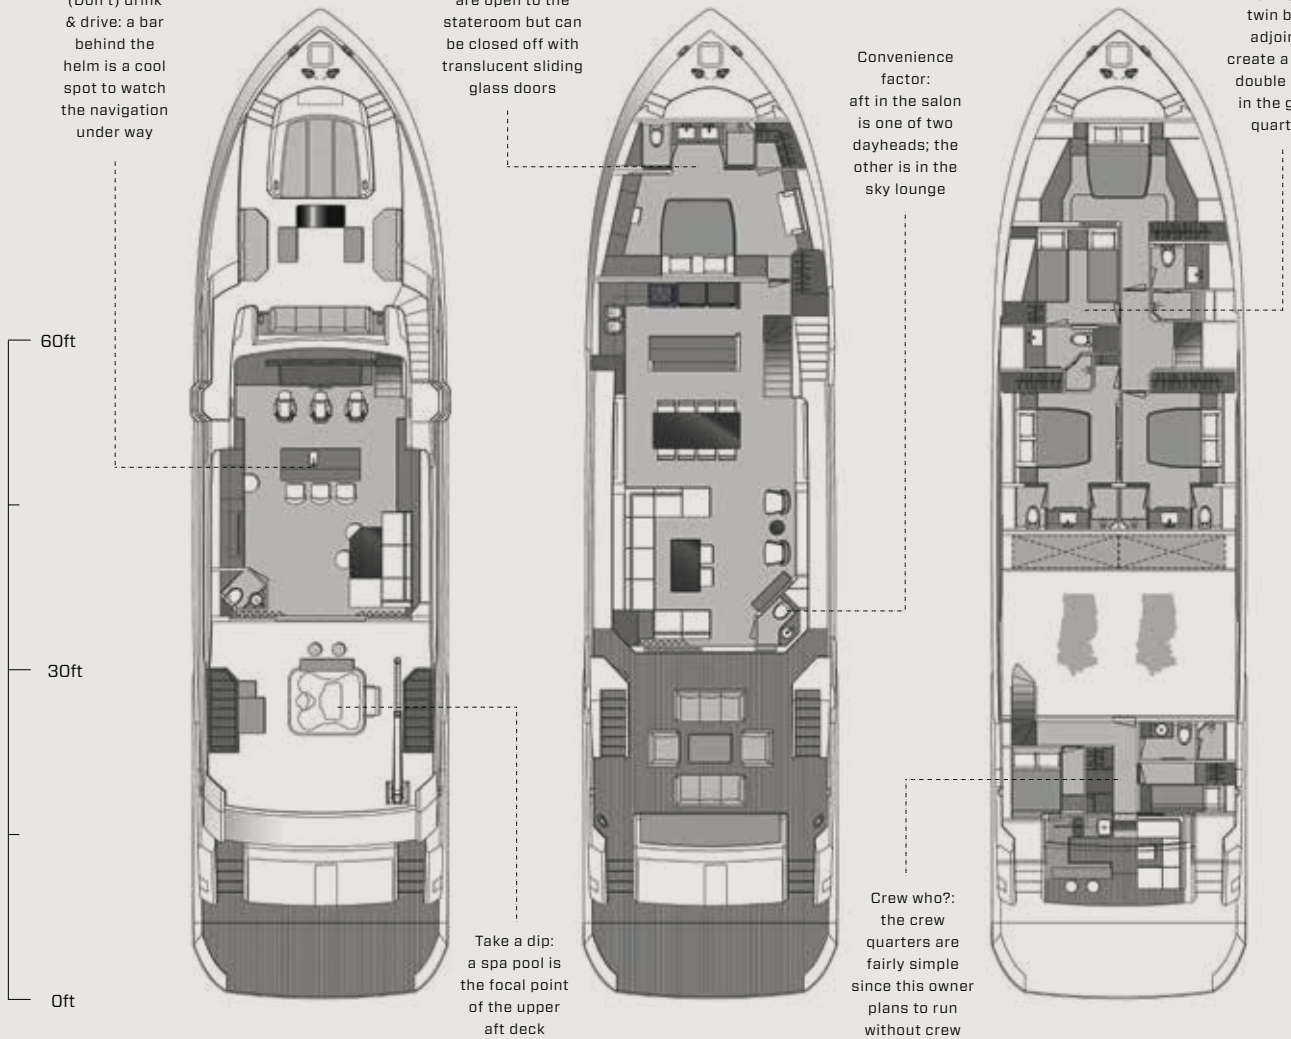 (Don't) drink
& drive: a bar
behind the
helm is a cool
spot to watch
the navigation
under way
are open to the
stateroom but can
be closed off with
translucent sliding
glass doors
Convenience
factor:
aft in the salon
is one of two
dayheads; the
other is in the
sky lounge
twin b
adjoin
create a
double
in the g
quart
60ft
30ft
0ft
Take a dip:
a spa pool is
the focal point
of the upper
aft deck
Crew who?:
the crew
quarters are
fairly simple
since this owner
plans to run
without crew